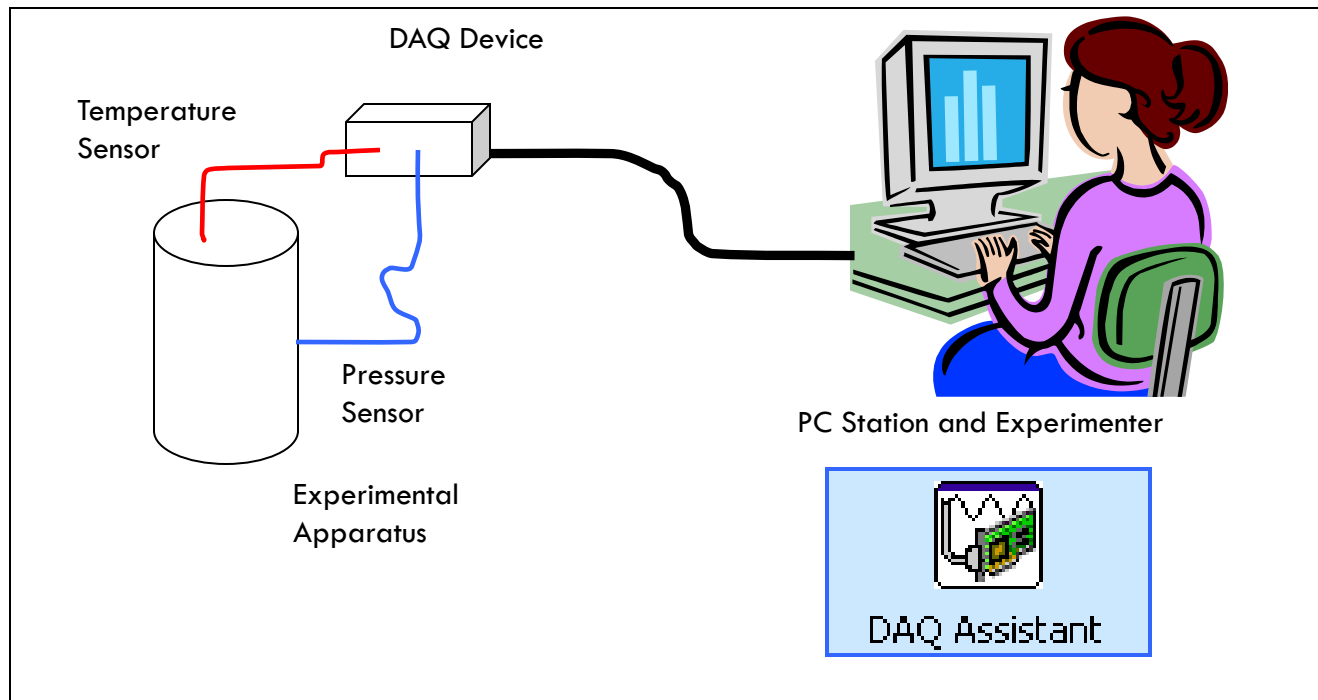 DAQ Device
Temperature
Sensor
Pressure
Sensor
PC Station and Experimenter
Experimental
Apparatus
DAQ Assistant